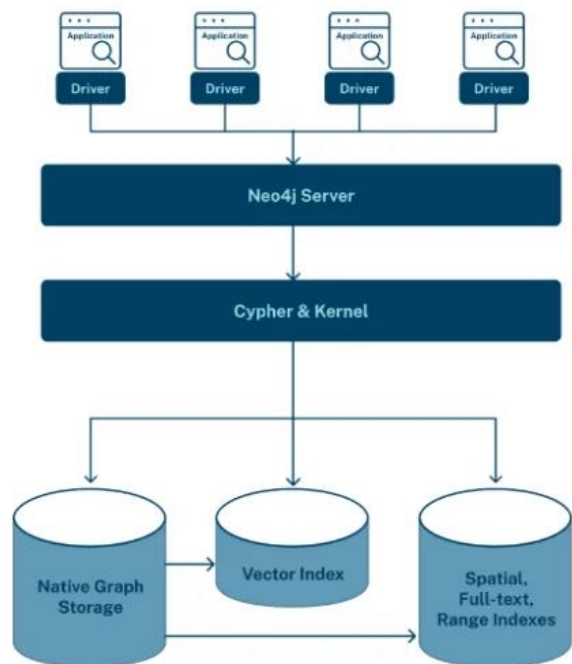 Application
Application
Application
Application
Driver
Driver
Driver
Driver
Neo4j Server
Cypher & Kernel
Native Graph
Storage
Vector Index
Spatial,
Full-text,
Range Indexes